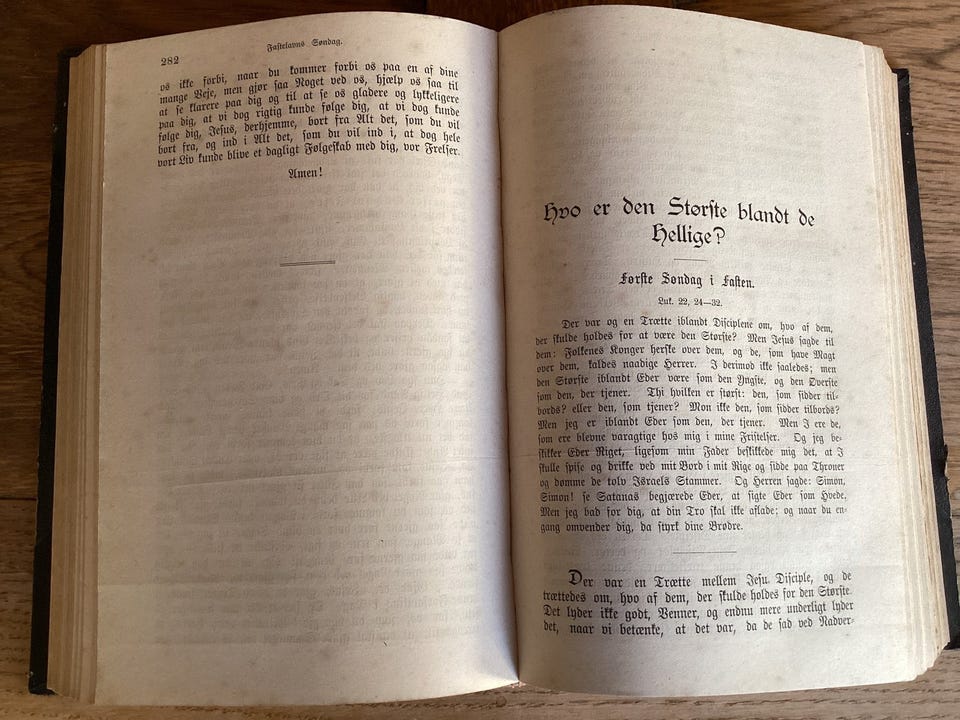 282
Fastelavns Søndag.
os ikke forbi, naar du kommer forbi os paa en af dine
mange Veje, men gjør saa Noget ved os, hjælp os saa til
at se klarere paa dig og til at se os gladere og lykkeligere
paa dig, at vi dog rigtig kunde følge dig, at vi dog kunde
følge dig, Jesus, derhjemme, bort fra Alt det, som du vil
bort fra, og ind i Alt det, som du vil ind i, at dog hele
vort Liv kunde blive et dagligt Følgeskab med dig, vor Frelser.
Amen!
Hvo er den Største blandt de
Hellige?
Første Søndag i Fasten.
Luk. 22, 24—32.
Der var og en Trætte iblandt Disciplene om, hvo af dem,
der skulde holdes for at være den Største? Men Jesus sagde til
dem: Folkenes Konger herske over dem, og de, som have Magt
over dem, kaldes naadige Herrer. I derimod ikke saaledes; men
den Største iblandt Eder være som den Yngste, og den Øverste
som den, der tjener. Thi hvilken er størst: den, som sidder til-
bords? eller den, som tjener? Mon ikke den, som sidder tilbords?
Men jeg er iblandt Eder som den, der tjener. Men I ere de,
som ere blevne varagtige hos mig i mine Fristelser. Og jeg be-
skikker Eder Riget, ligesom min Fader beskikkede mig det, at I
skulle spise og drikke ved mit Bord i mit Rige og sidde paa Throner
og dømme de tolv Israels Stammer. Og Herren sagde: Simon,
Simon! se Satanas begjærede Eder, at sigte Eder som Hvede,
Men jeg bad for dig, at din Tro skal ikke aflade; og naar du en-
gang omvender dig, da styrk dine Brødre.
Der var en Trætte mellem Jesu Disciple, og de
trættedes om, hvo af dem, der skulde holdes for den Største.
Det lyder ikke godt, Venner, og endnu mere underligt lyder
det, naar vi betænke, at det var, da de sad ved Nadver-